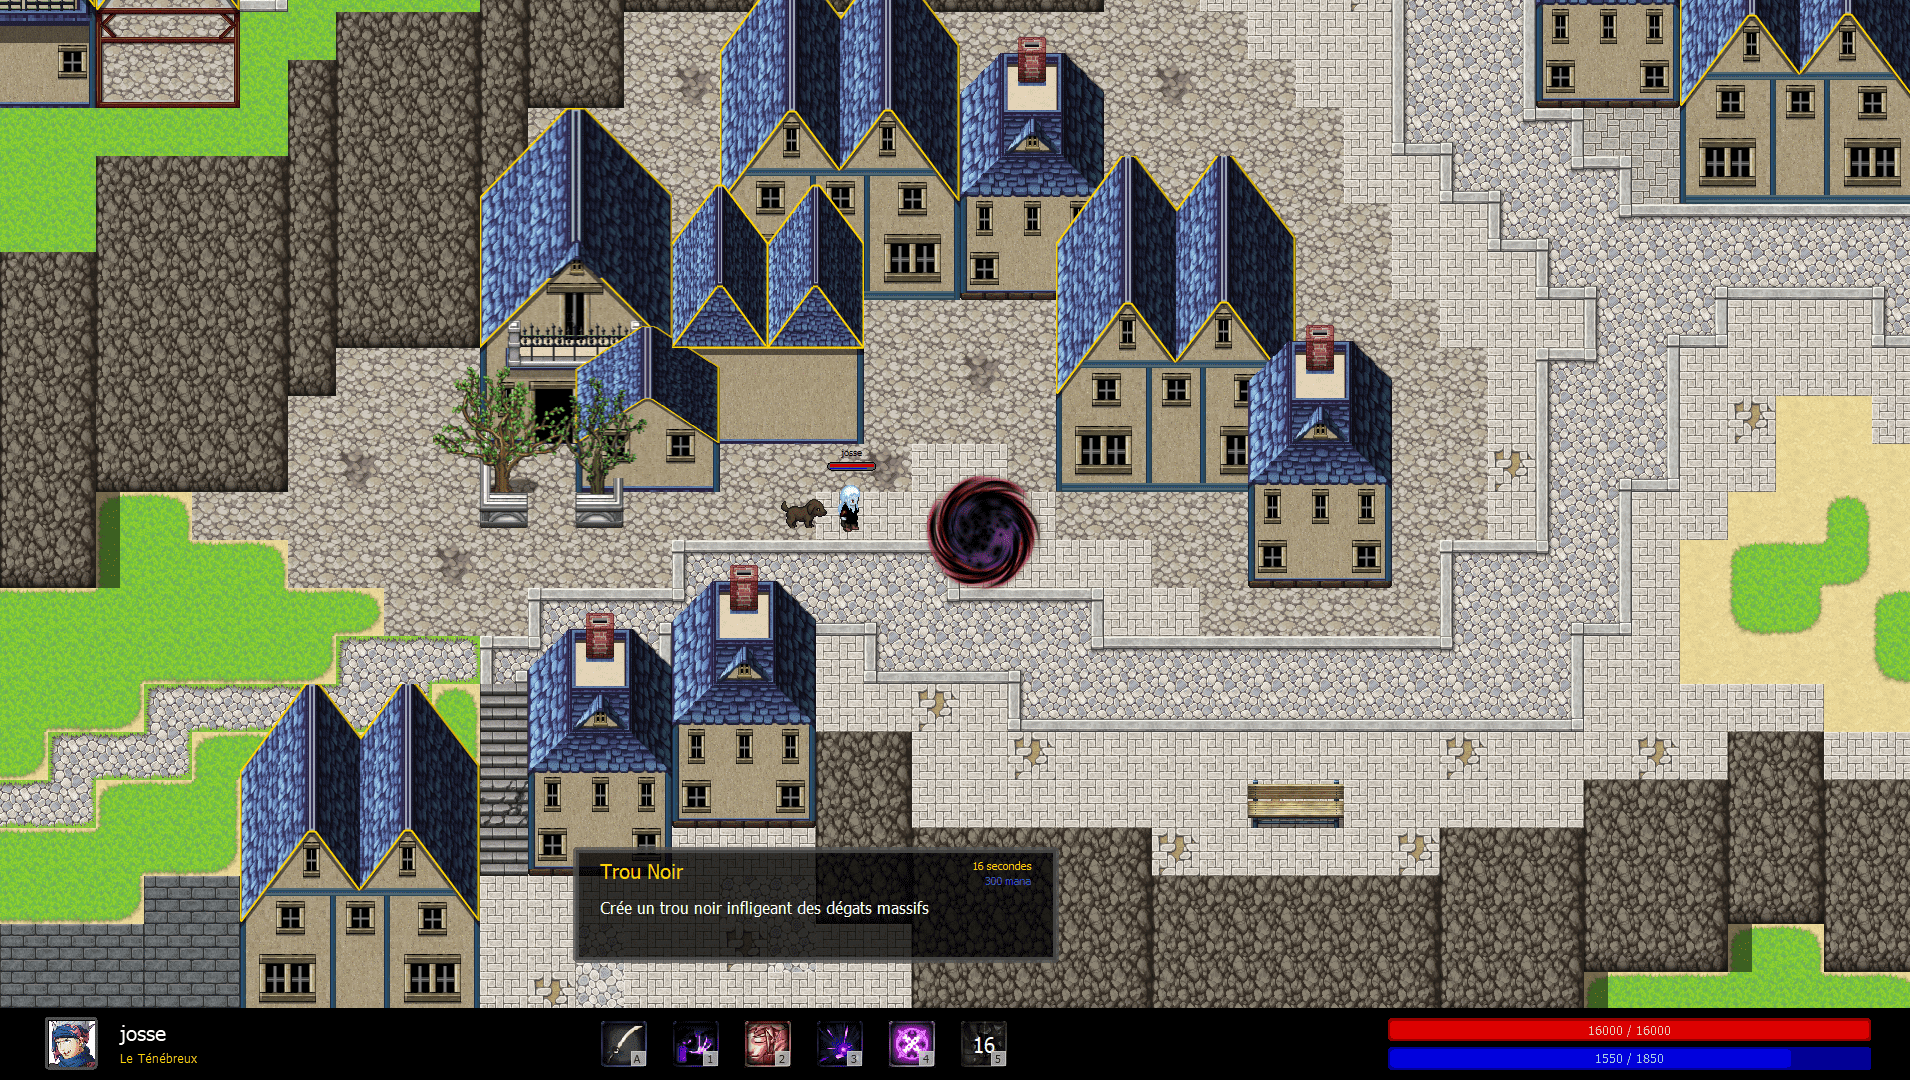 josse
Trou Noir
16 secondes
300 mana
Crée un trou noir infligeant des dégats massifs
josse
Le Ténébreux
A
1
2
3
4
16
5
16000 / 16000
1550 / 1850